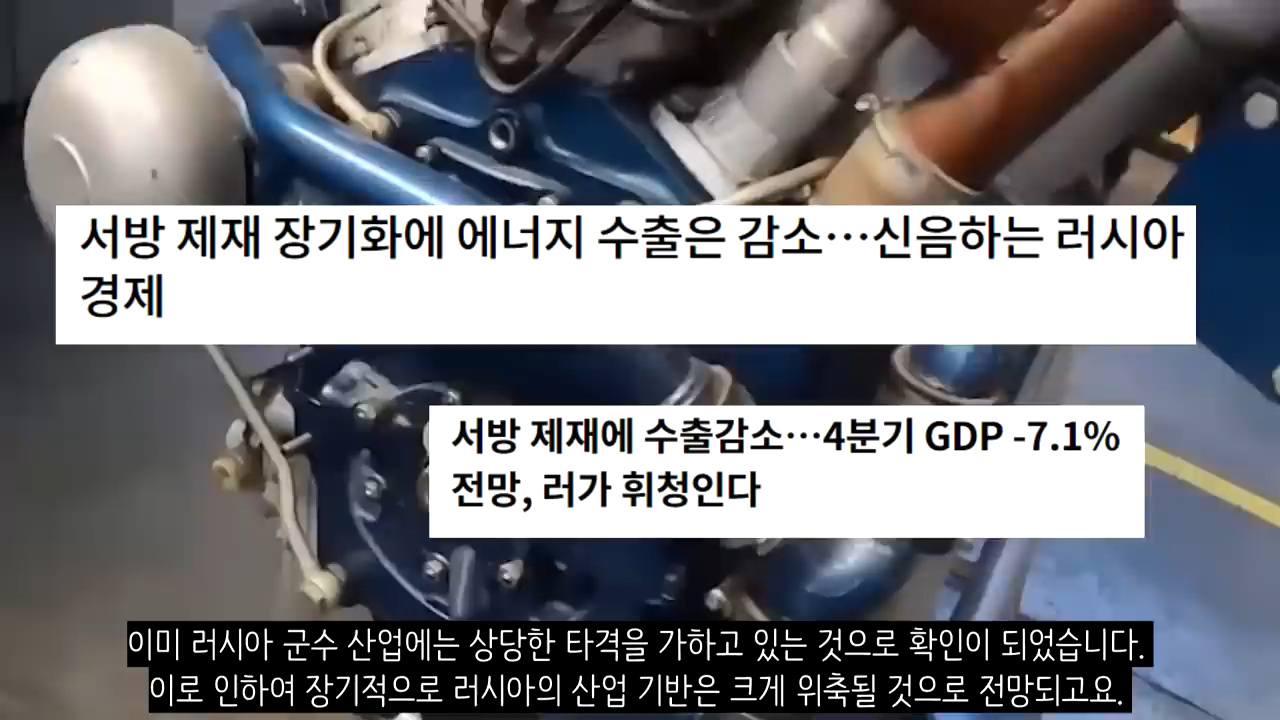 서방 제재 장기화에 에너지 수출은 감소…신음하는 러시아
경제
서방 제재에 수출감소…4분기 GDP -7.1%
전망, 러가 휘청인다
이미 러시아 군수 산업에는 상당한 타격을 가하고 있는 것으로 확인이 되었습니다.
이로 인하여 장기적으로 러시아의 산업 기반은 크게 위축될 것으로 전망되고요.